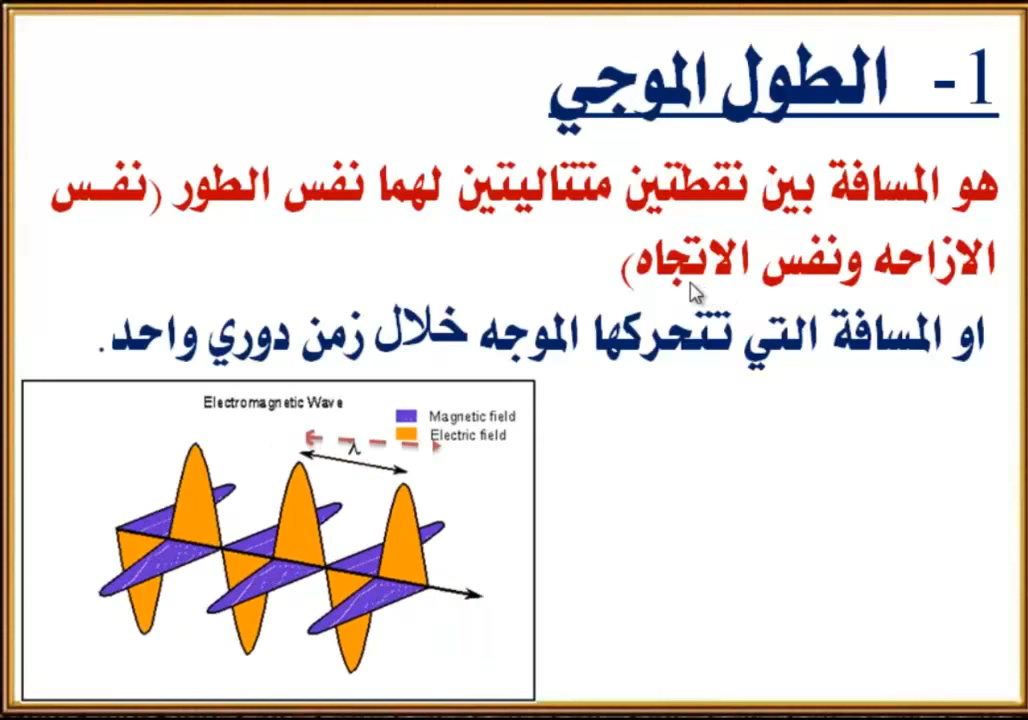 1- الطول الموجي
هو المسافة بين نقطتين متتاليتين لهما نفس الطور (نفس
الازاحه ونفس الاتجاه)
او المسافة التي تتحركها الموجه خلال زمن دوري واحد.
Electromagnetic Wave
Magnetic field
Electric field
λ